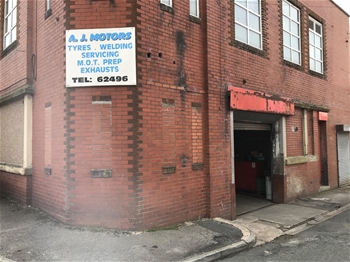 A. J. MOTORS
TYRES . WELDING
SERVICING
M.O.T. PREP
EXHAUSTS
TEL: 62496